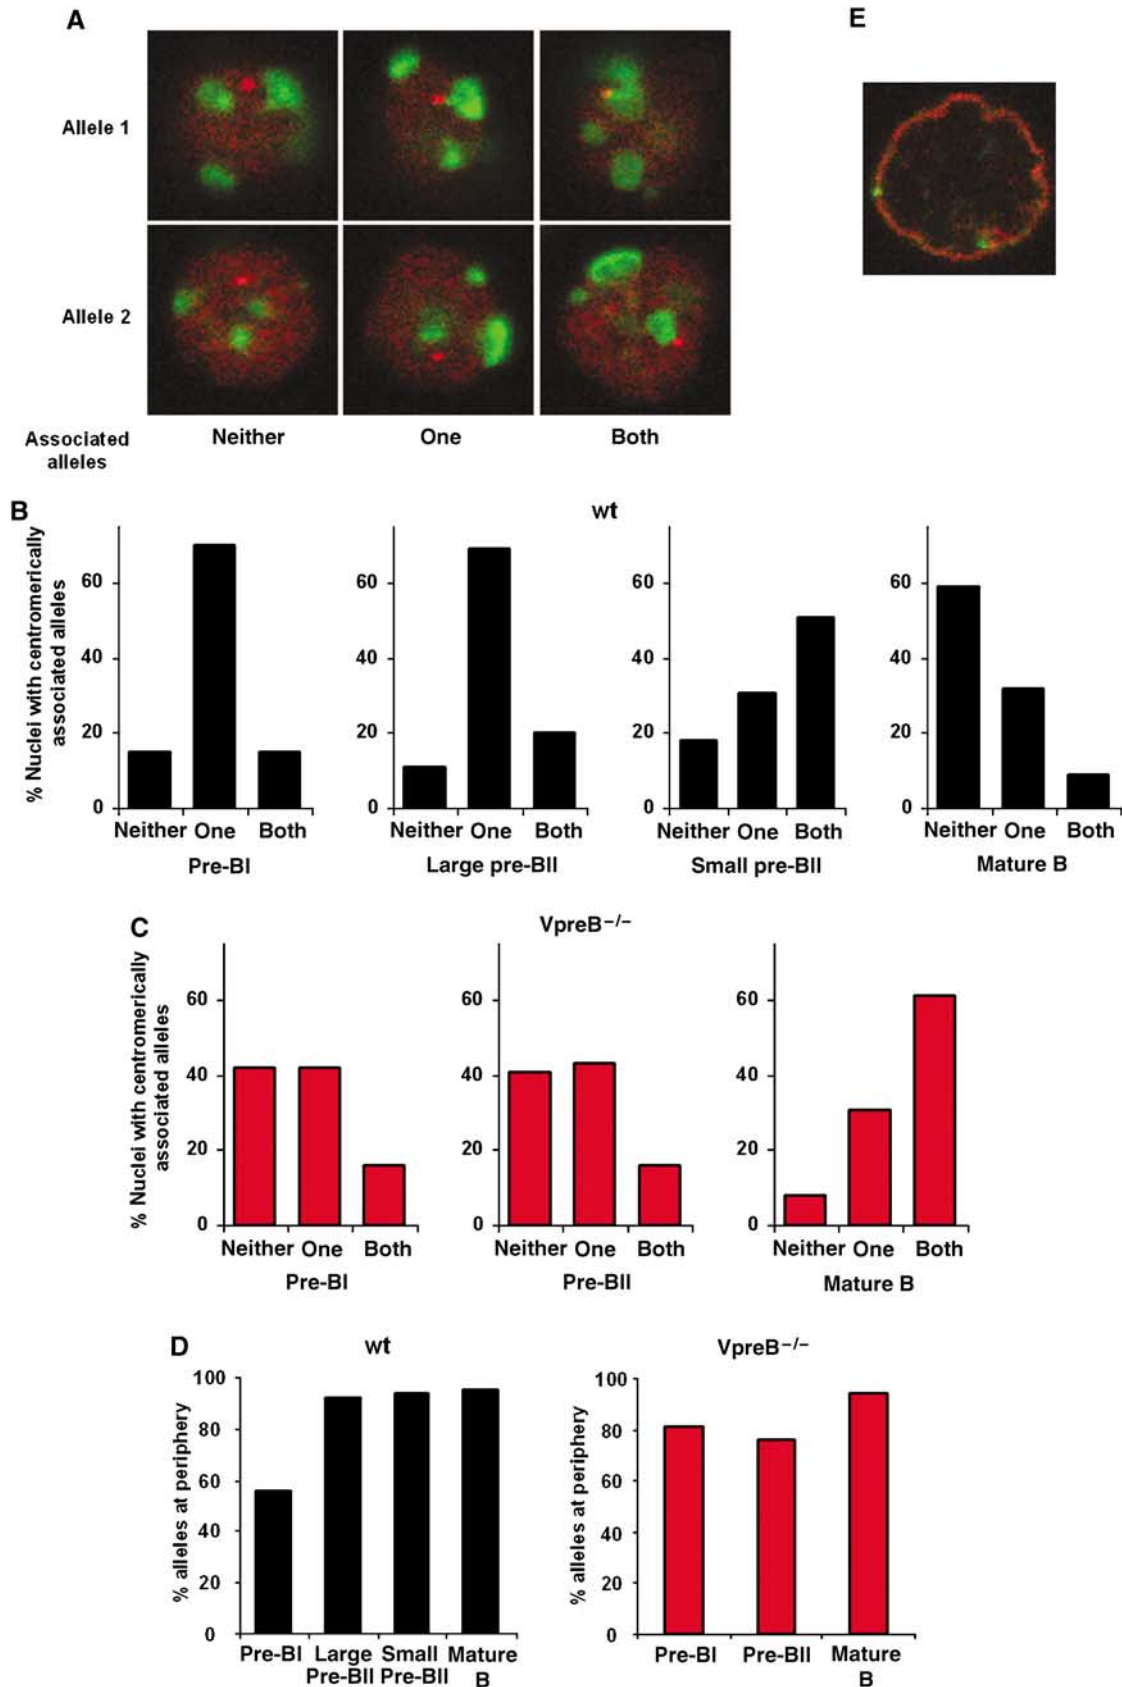 A
E
Allele 1
Allele 2
Associated
alleles
Neither
One
Both
B
wt
% Nuclei with centromerically
associated alleles
60
40
20
0
Neither One Both
Pre-BI
60
40
20
0
Neither One Both
Large pre-BII
60
40
20
0
Neither One Both
Small pre-BII
60
40
20
0
Neither One Both
Mature B
C
VpreB−/−
% Nuclei with centromerically
associated alleles
60
40
20
0
Neither One Both
Pre-BI
60
40
20
0
Neither One Both
Pre-BII
60
40
20
0
Neither One Both
Mature B
D
wt
% alleles at periphery
100
80
60
40
20
0
Pre-BI Large Small Mature
Pre-BII Pre-BII B
VpreB−/−
% alleles at periphery
100
80
60
40
20
0
Pre-BI Pre-BII Mature
B